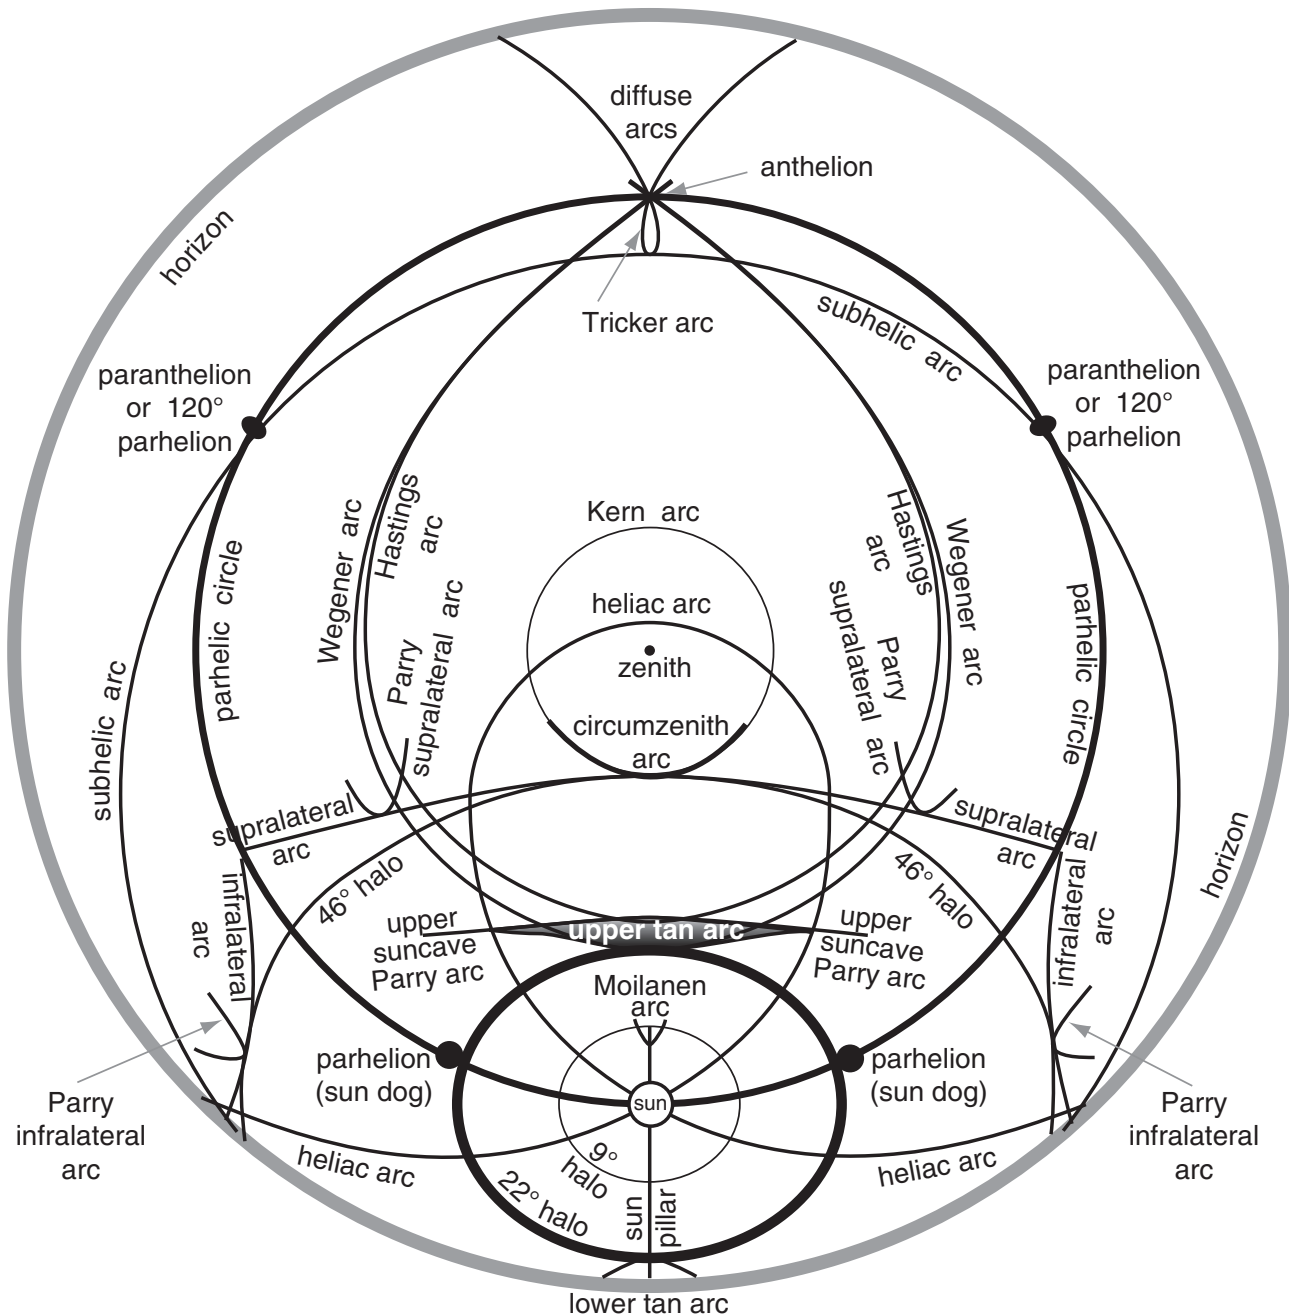 diffuse
arcs
anthelion
horizon
Tricker arc
subhelic arc
paranthelion
or 120°
parhelion
paranthelion
or 120°
parhelion
Kern arc
Wegener arc
Hastings
arc
Hastings
arc
Wegener arc
parhelic circle
parhelic circle
heliac arc
zenith
Parry
supralateral arc
Parry
supralateral arc
circumzenith
arc
subhelic arc
supralateral
arc
supralateral
arc
horizon
46° halo
46° halo
infralateral
arc
infralateral
arc
upper
suncave
Parry arc
upper tan arc
upper
suncave
Parry arc
Moilanen
arc
parhelion
(sun dog)
parhelion
(sun dog)
sun
Parry
infralateral
arc
Parry
infralateral
arc
heliac arc
heliac arc
9°
halo
22° halo
sun
pillar
lower tan arc